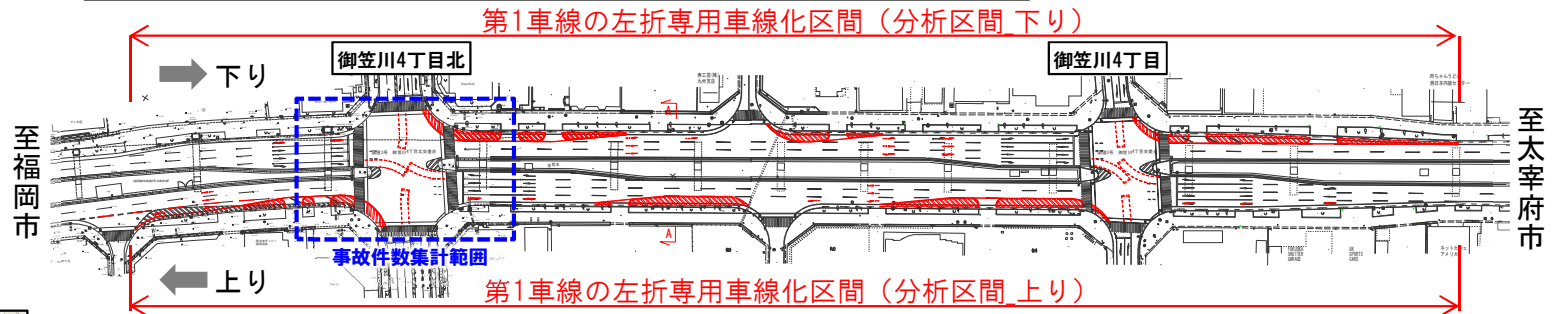 第1車線の左折専用車線化区間（分析区間_下り）
御笠川4丁目北
御笠川4丁目
下り
至福岡市
至太宰府市
A
A
事故件数集計範囲
上り
第1車線の左折専用車線化区間（分析区間_上り）